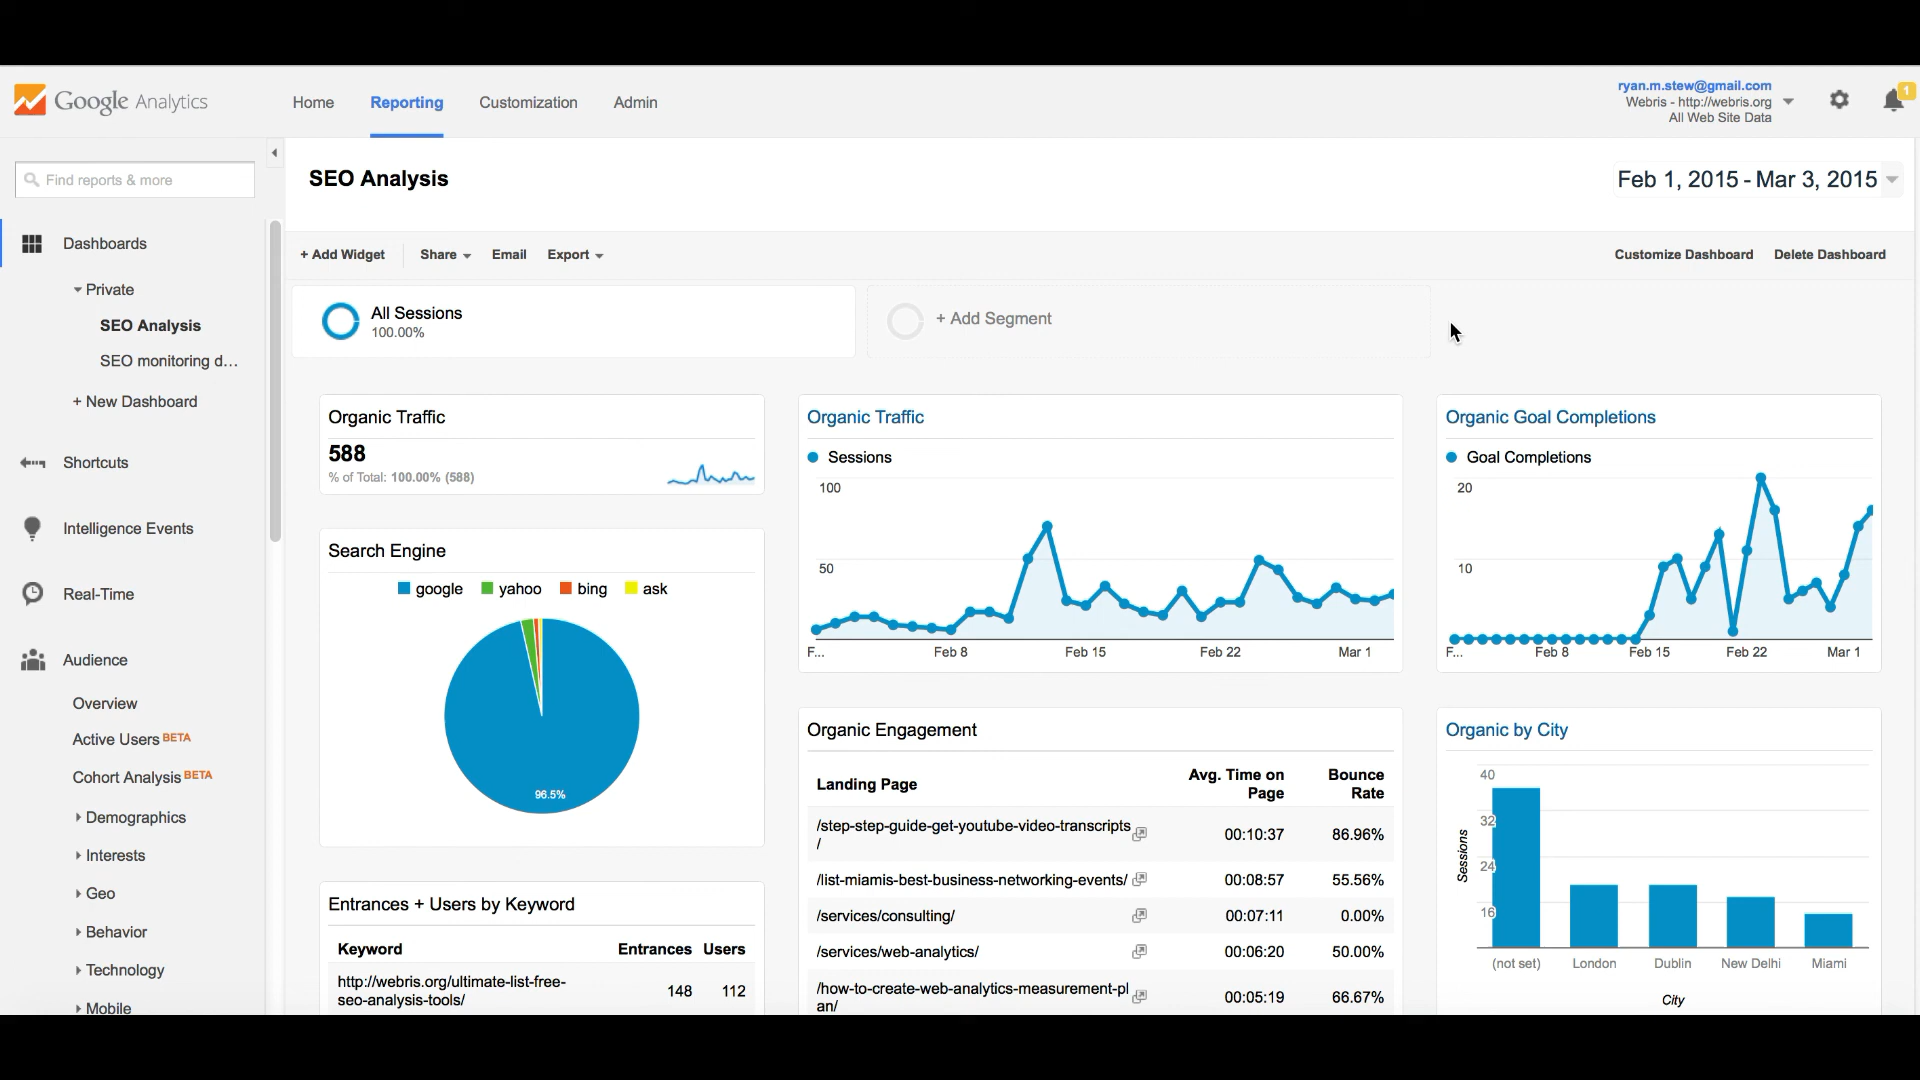 Google Analytics
Home
Reporting
Customization
Admin
ryan.m.stew@gmail.com
Webris - http://webris.org
All Web Site Data
1
Find reports & more
SEO Analysis
Feb 1, 2015 - Mar 3, 2015
+ Add Widget
Share
Email
Export
Customize Dashboard
Delete Dashboard
Dashboards
Private
SEO Analysis
SEO monitoring d...
+ New Dashboard
Shortcuts
Intelligence Events
Real-Time
Audience
Overview
Active Users BETA
Cohort Analysis BETA
Demographics
Interests
Geo
Behavior
Technology
Mobile
All Sessions
100.00%
+ Add Segment
Organic Traffic
588
% of Total: 100.00% (588)
Search Engine
google yahoo bing ask
96.5%
Entrances + Users by Keyword
Keyword Entrances Users
http://webris.org/ultimate-list-free-
seo-analysis-tools/
148 112
Organic Traffic
Sessions
100
50
F... Feb 8 Feb 15 Feb 22 Mar 1
Organic Engagement
Landing Page
Avg. Time on
Page
Bounce
Rate
/step-step-guide-get-youtube-video-transcripts
/
00:10:37 86.96%
/list-miamis-best-business-networking-events/ 00:08:57 55.56%
/services/consulting/ 00:07:11 0.00%
/services/web-analytics/ 00:06:20 50.00%
/how-to-create-web-analytics-measurement-pl
an/
00:05:19 66.67%
Organic Goal Completions
Goal Completions
20
10
F... Feb 8 Feb 15 Feb 22 Mar 1
Organic by City
40
32
24
16
Sessions
(not set) London Dublin New Delhi Miami
City